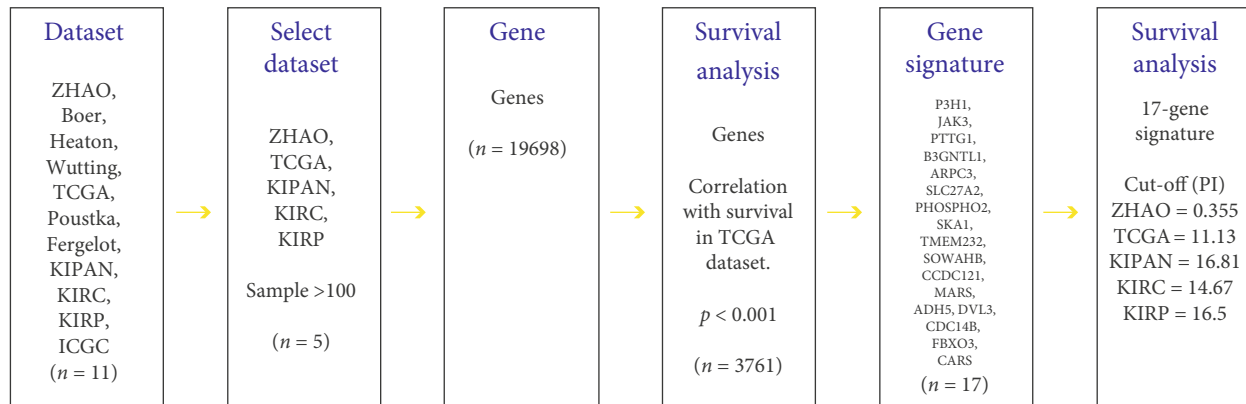 Dataset
ZHAO,
Boer,
Heaton,
Wutting,
TCGA,
Poustka,
Fergelot,
KIPAN,
KIRC,
KIRP,
ICGC
(n = 11)
Select
dataset
ZHAO,
TCGA,
KIPAN,
KIRC,
KIRP
Sample >100
(n = 5)
Gene
Genes
(n = 19698)
Survival
analysis
Genes
Correlation
with survival
in TCGA
dataset.
p < 0.001
(n = 3761)
Gene
signature
P3H1,
JAK3,
PTTG1,
B3GNTL1,
ARPC3,
SLC27A2,
PHOSPHO2,
SKA1,
TMEM232,
SOWAHB,
CCDC121,
MARS,
ADH5, DVL3,
CDC14B,
FBXO3,
CARS
(n = 17)
Survival
analysis
17-gene
signature
Cut-off (PI)
ZHAO = 0.355
TCGA = 11.13
KIPAN = 16.81
KIRC = 14.67
KIRP = 16.5